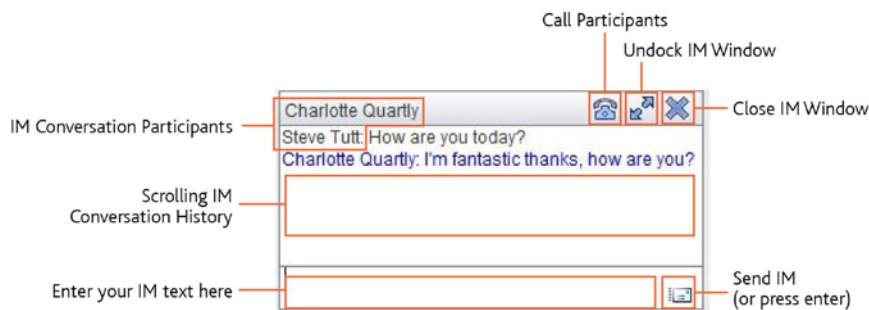 Call Participants
Undock IM Window
Charlotte Quartly
Close IM Window
IM Conversation Participants
Steve Tutt: How are you today?
Charlotte Quartly: I'm fantastic thanks, how are you?
Scrolling IM
Conversation History
Enter your IM text here
Send IM
(or press enter)